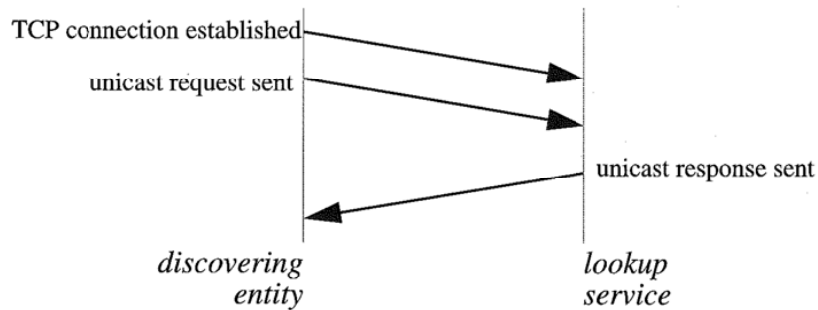 TCP connection established
unicast request sent
unicast response sent
discovering
entity
lookup
service